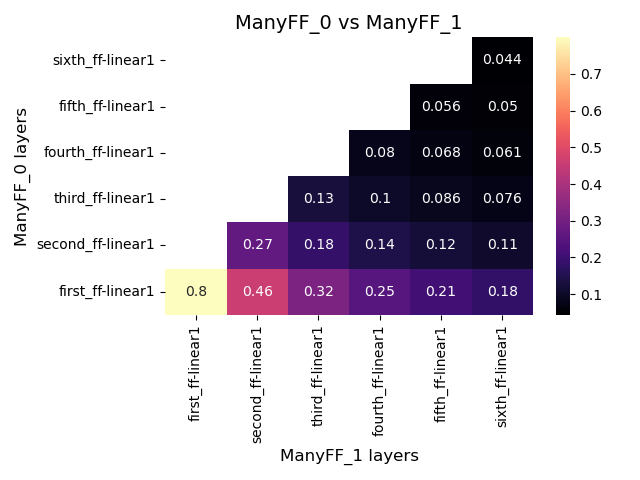 ManyFF_0 vs ManyFF_1
ManyFF_0 layers
sixth_ff-linear1 0.044
fifth_ff-linear1 0.056 0.05
fourth_ff-linear1 0.08 0.068 0.061
third_ff-linear1 0.13 0.1 0.086 0.076
second_ff-linear1 0.27 0.18 0.14 0.12 0.11
first_ff-linear1 0.8 0.46 0.32 0.25 0.21 0.18
first_ff-linear1
second_ff-linear1
third_ff-linear1
fourth_ff-linear1
fifth_ff-linear1
sixth_ff-linear1
ManyFF_1 layers
0.7
0.6
0.5
0.4
0.3
0.2
0.1